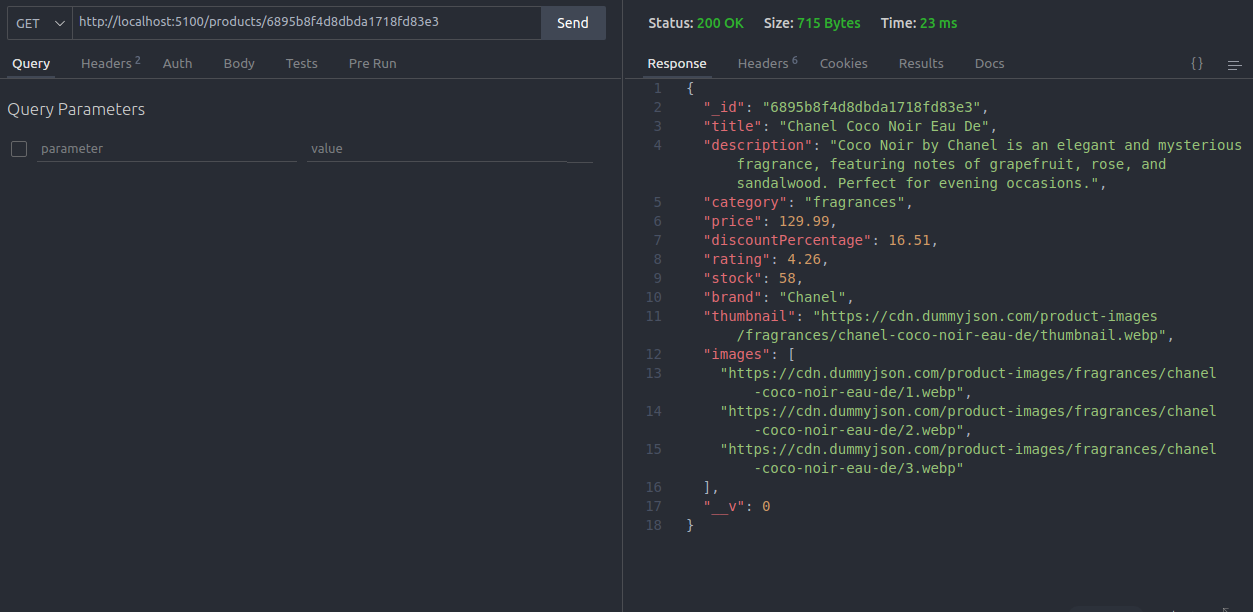 GET
http://localhost:5100/products/6895b8f4d8dbda1718fd83e3
Send
Query
Headers 2
Auth
Body
Tests
Pre Run
Query Parameters
parameter
value
Status: 200 OK
Size: 715 Bytes
Time: 23 ms
Response
Headers 6
Cookies
Results
Docs
{}
1 {
2 "_id": "6895b8f4d8dbda1718fd83e3",
3 "title": "Chanel Coco Noir Eau De",
4 "description": "Coco Noir by Chanel is an elegant and mysterious
fragrance, featuring notes of grapefruit, rose, and
sandalwood. Perfect for evening occasions.",
5 "category": "fragrances",
6 "price": 129.99,
7 "discountPercentage": 16.51,
8 "rating": 4.26,
9 "stock": 58,
10 "brand": "Chanel",
11 "thumbnail": "https://cdn.dummyjson.com/product-images
/fragrances/chanel-coco-noir-eau-de/thumbnail.webp",
12 "images": [
13 "https://cdn.dummyjson.com/product-images/fragrances/chanel
-coco-noir-eau-de/1.webp",
14 "https://cdn.dummyjson.com/product-images/fragrances/chanel
-coco-noir-eau-de/2.webp",
15 "https://cdn.dummyjson.com/product-images/fragrances/chanel
-coco-noir-eau-de/3.webp"
16 ],
17 "__v": 0
18 }